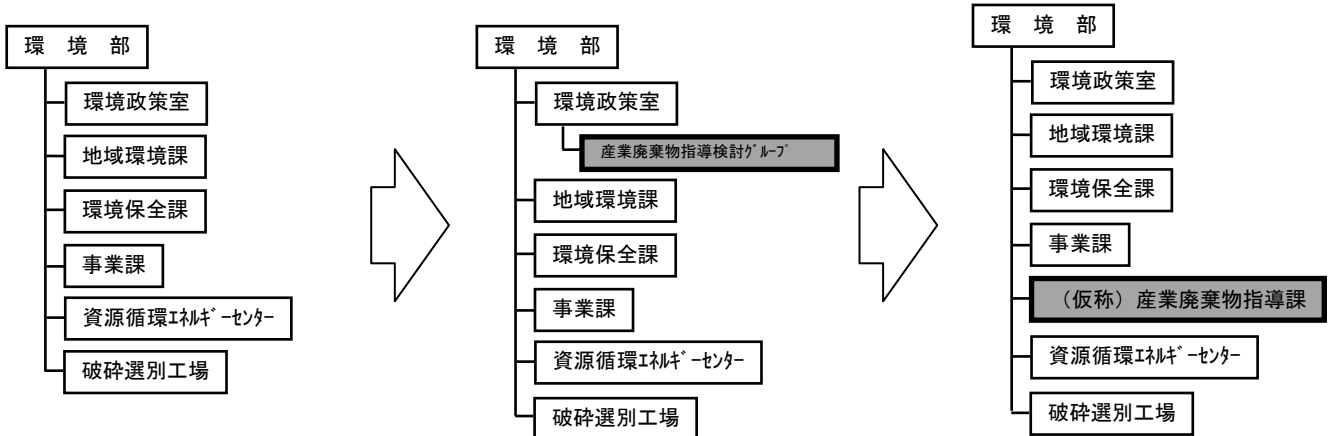 環 境 部
環境政策室
地域環境課
環境保全課
事業課
資源循環ｴﾈﾙｷﾞｰｾﾝﾀｰ
破砕選別工場
環 境 部
環境政策室
産業廃棄物指導検討ｸﾞﾙｰﾌﾟ
地域環境課
環境保全課
事業課
資源循環ｴﾈﾙｷﾞｰｾﾝﾀｰ
破砕選別工場
環 境 部
環境政策室
地域環境課
環境保全課
事業課
（仮称）産業廃棄物指導課
資源循環ｴﾈﾙｷﾞｰｾﾝﾀｰ
破砕選別工場